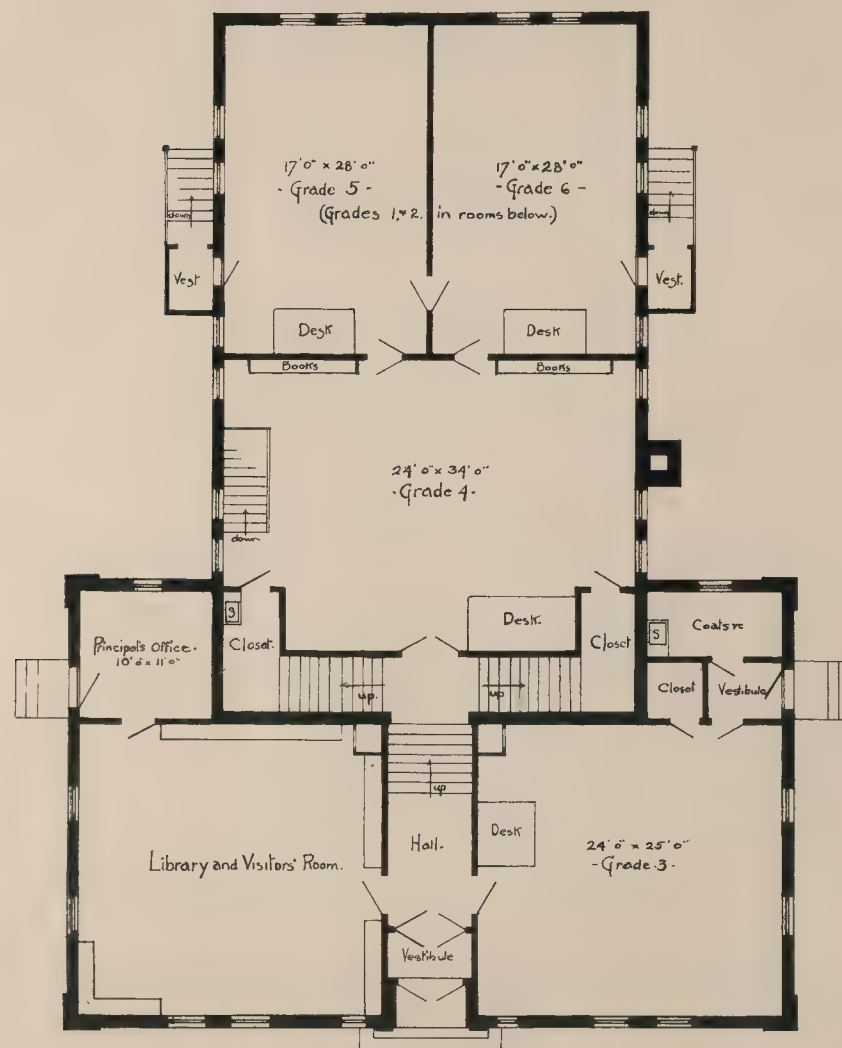 17'0" × 28'0"
- Grade 5 -
17'0" × 28'0"
- Grade 6 -
(Grades 1, & 2, in rooms below.)
down
down
Vest
Vest.
Desk
Desk
Books
Books
24'0" × 34'0"
- Grade 4 -
down
S
Closet.
Desk.
Closet
S
Coats
Principal's Office.
10'0" × 11'0"
up.
up
Closet
Vestibule
up
Hall.
Desk
Library and Visitors' Room.
24'0" × 25'0"
- Grade 3 -
Vestibule